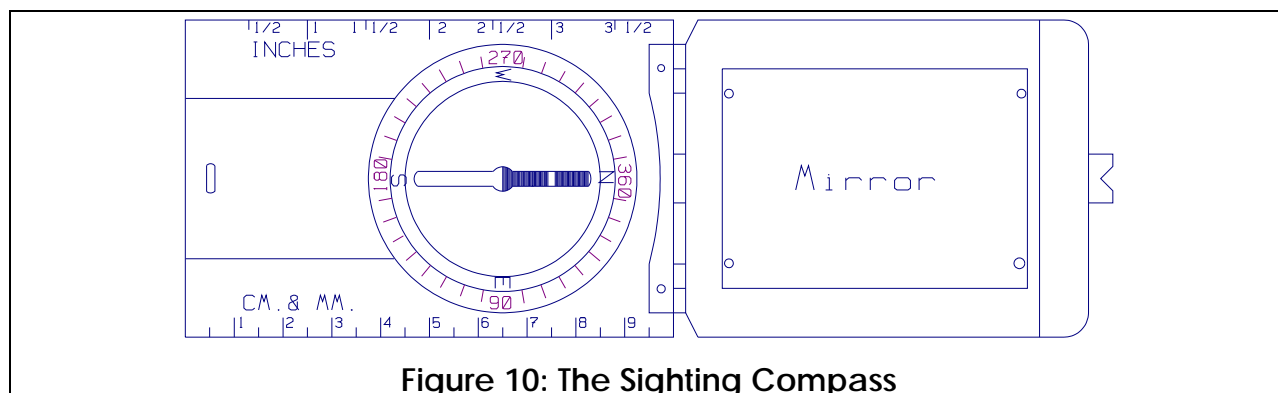 1/2 1 1 1/2 2 2 1/2 3 3 1/2
INCHES
270
W
180 S N 360
Mirror
E
90
CM. & MM.
1 2 3 4 5 6 7 8 9
Figure 10: The Sighting Compass